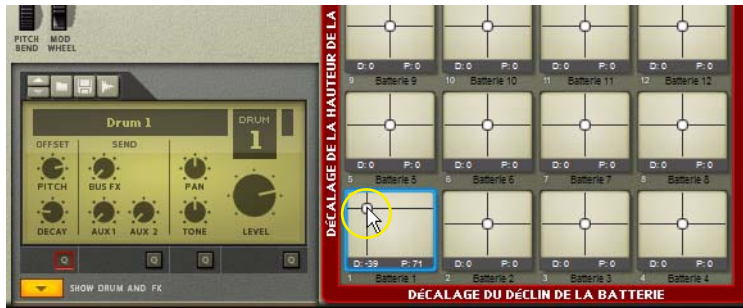 PITCH
BEND
MOD
WHEEL
Drum 1
DRUM
1
OFFSET
SEND
PITCH
BUS FX
PAN
DECAY
AUX 1
AUX 2
TONE
LEVEL
Q
Q
Q
Q
SHOW DRUM AND FX
DÉCALAGE DE LA HAUTEUR DE LA
D: 0 P: 0
D: 0 P: 0
D: 0 P: 0
D: 0 P: 0
9 Batterie 9
10 Batterie 10
11 Batterie 11
12 Batterie 12
D: 0 P: 0
D: 0 P: 0
D: 0 P: 0
D: 0 P: 0
5 Batterie 5
6 Batterie 6
7 Batterie 7
8 Batterie 8
D: -39 P: 71
D: 0 P: 0
D: 0 P: 0
D: 0 P: 0
1 Batterie 1
2 Batterie 2
3 Batterie 3
4 Batterie 4
DÉCALAGE DU DÉCLIN DE LA BATTERIE